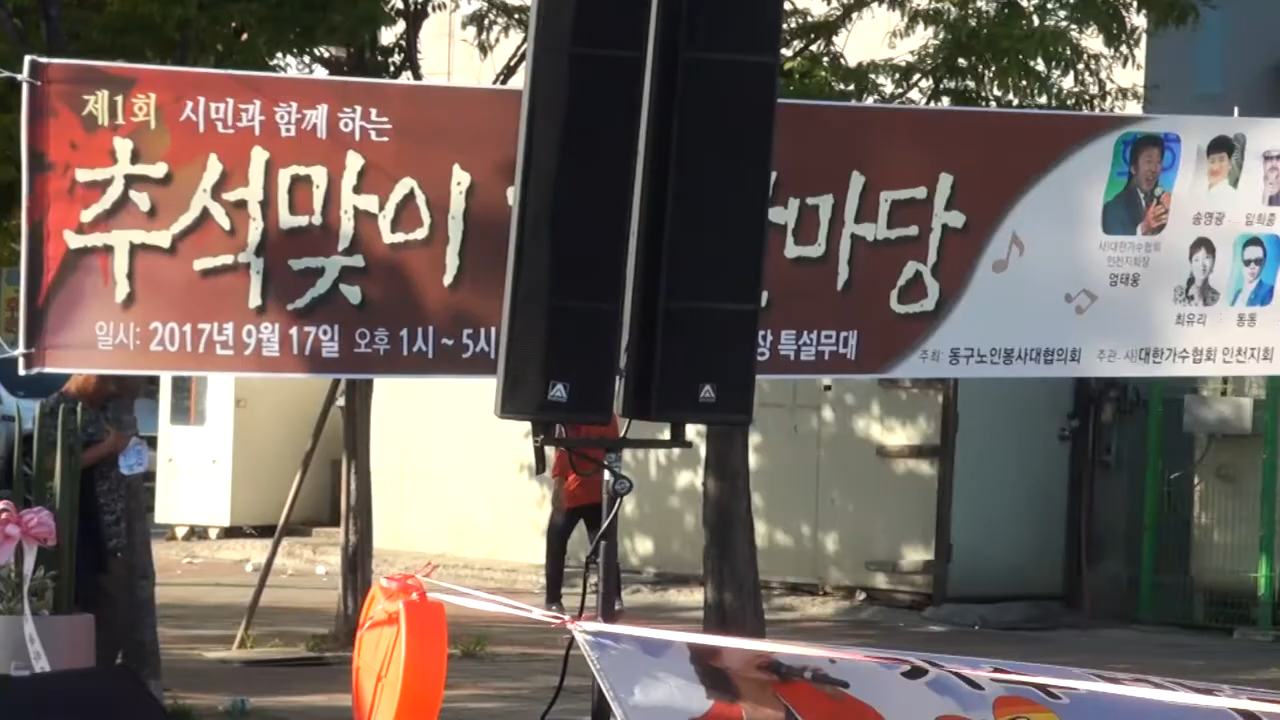 제1회 시민과 함께 하는
추석맞이
마당
일시: 2017년 9월 17일 오후 1시 ~ 5시
특설무대
사)대한가수협회
인천지회장
엄태웅
송영광
임희종
최유리
동동
주최: 동구노인봉사대협의회 주관: 사)대한가수협회 인천지회